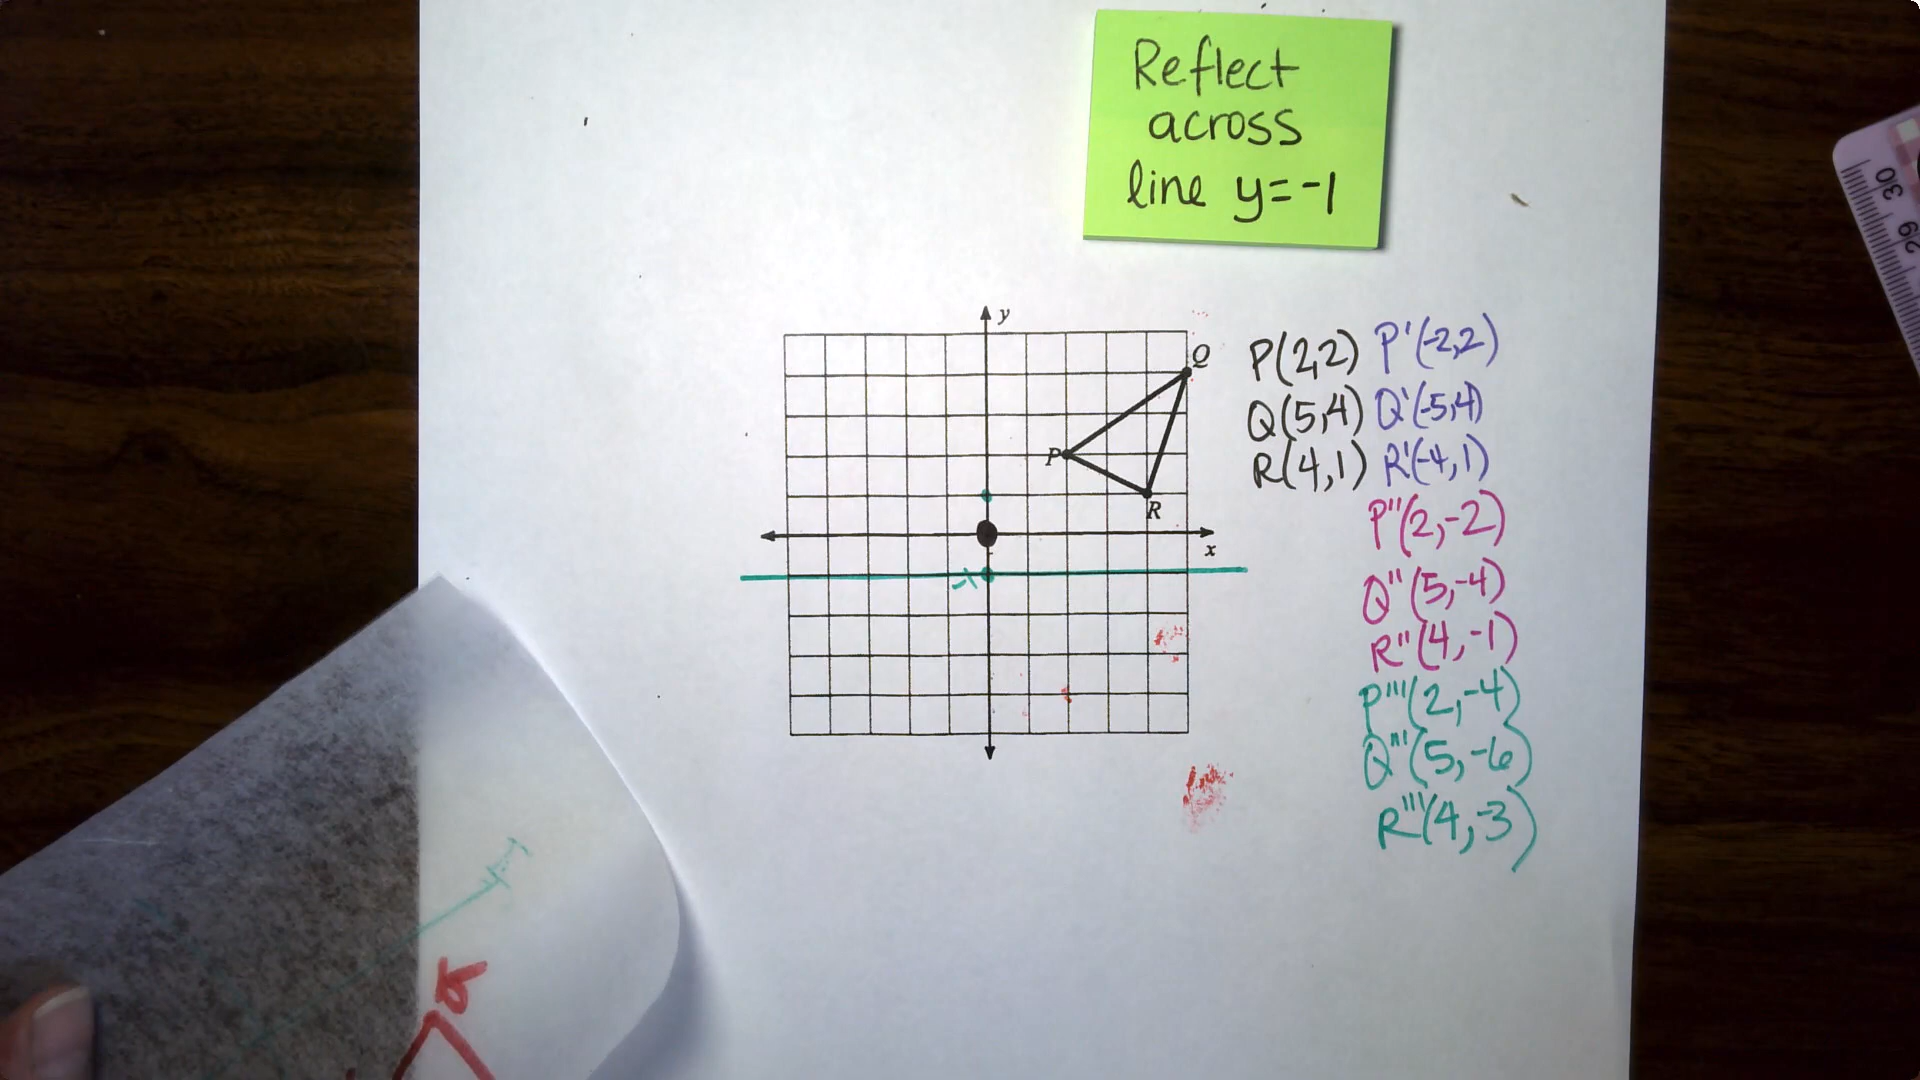 Reflect
across
line y=-1
y
Q
P
R
x
-1
P(2,2) P'(-2,2)
Q(5,4) Q'(-5,4)
R(4,1) R'(-4,1)
P''(2,-2)
Q''(5,-4)
R''(4,-1)
P'''(2,-4)
Q'''(5,-6)
R'''(4,-3)
30
29